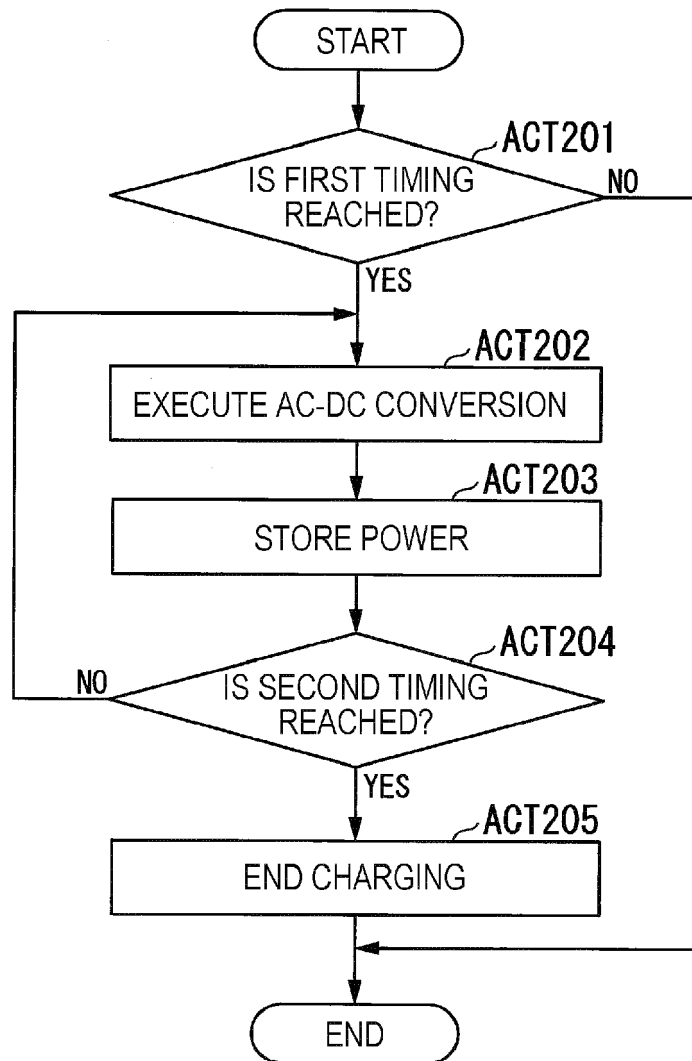 START
ACT201
IS FIRST TIMING
REACHED?
NO
YES
ACT202
EXECUTE AC-DC CONVERSION
ACT203
STORE POWER
ACT204
NO
IS SECOND TIMING
REACHED?
YES
ACT205
END CHARGING
END